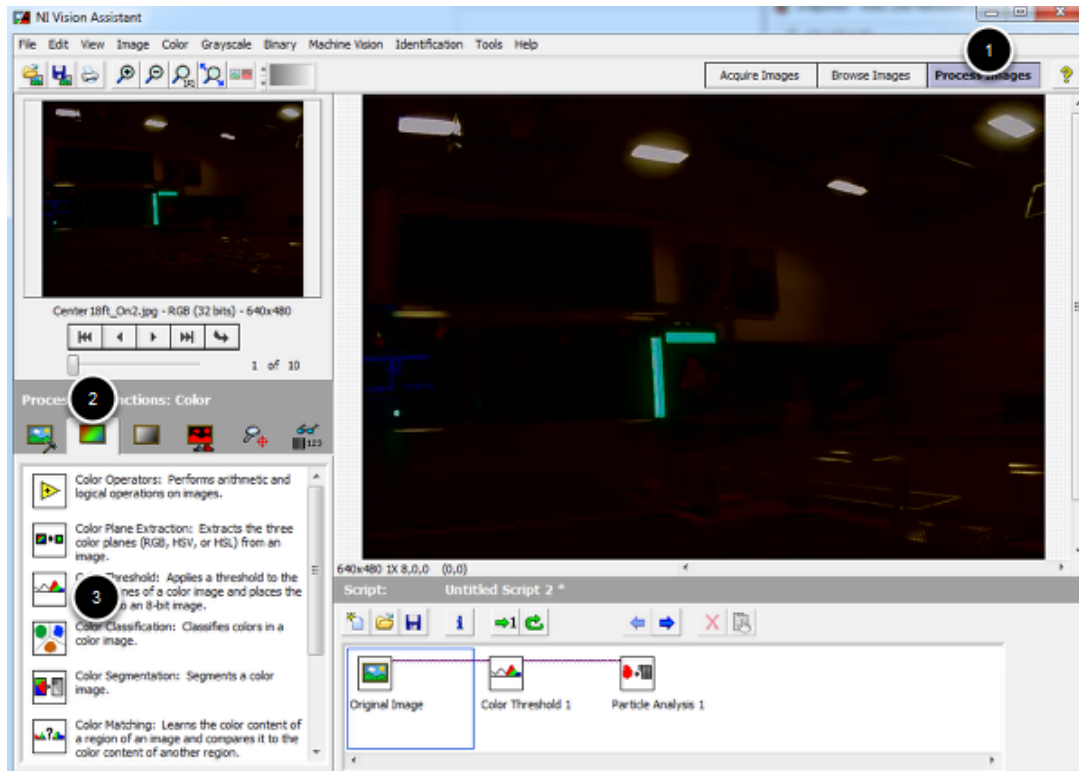 NI Vision Assistant
File Edit View Image Color Grayscale Binary Machine Vision Identification Tools Help
1
Acquire Images Browse Images Process Images
Center18ft_On2.jpg - RGB (32 bits) - 640x480
1 of 10
2
Color
123
Color Operators: Performs arithmetic and
logical operations on images.
Color Plane Extraction: Extracts the three
color planes (RGB, HSV, or HSL) from an
image.
Threshold: Applies a threshold to the
of a color image and places the
an 8-bit image.
3
Color Classification: Classifies colors in a
color image.
Color Segmentation: Segments a color
image.
Color Matching: Learns the color content of
a region of an image and compares it to the
color content of another region.
640x480 1X 8,0,0 (0,0)
Script: Untitled Script 2 *
1
Original Image Color Threshold 1 Particle Analysis 1